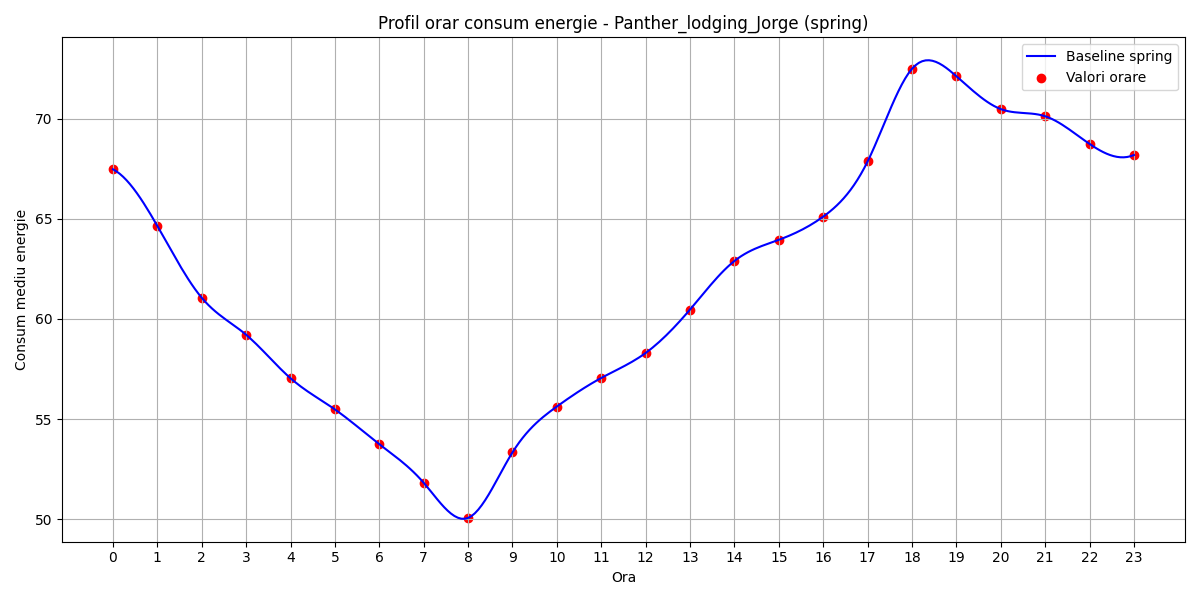 Profil orar consum energie - Panther_lodging_Jorge (spring)
Baseline spring
Valori orare
Consum mediu energie
70
65
60
55
50
0 1 2 3 4 5 6 7 8 9 10 11 12 13 14 15 16 17 18 19 20 21 22 23
Ora